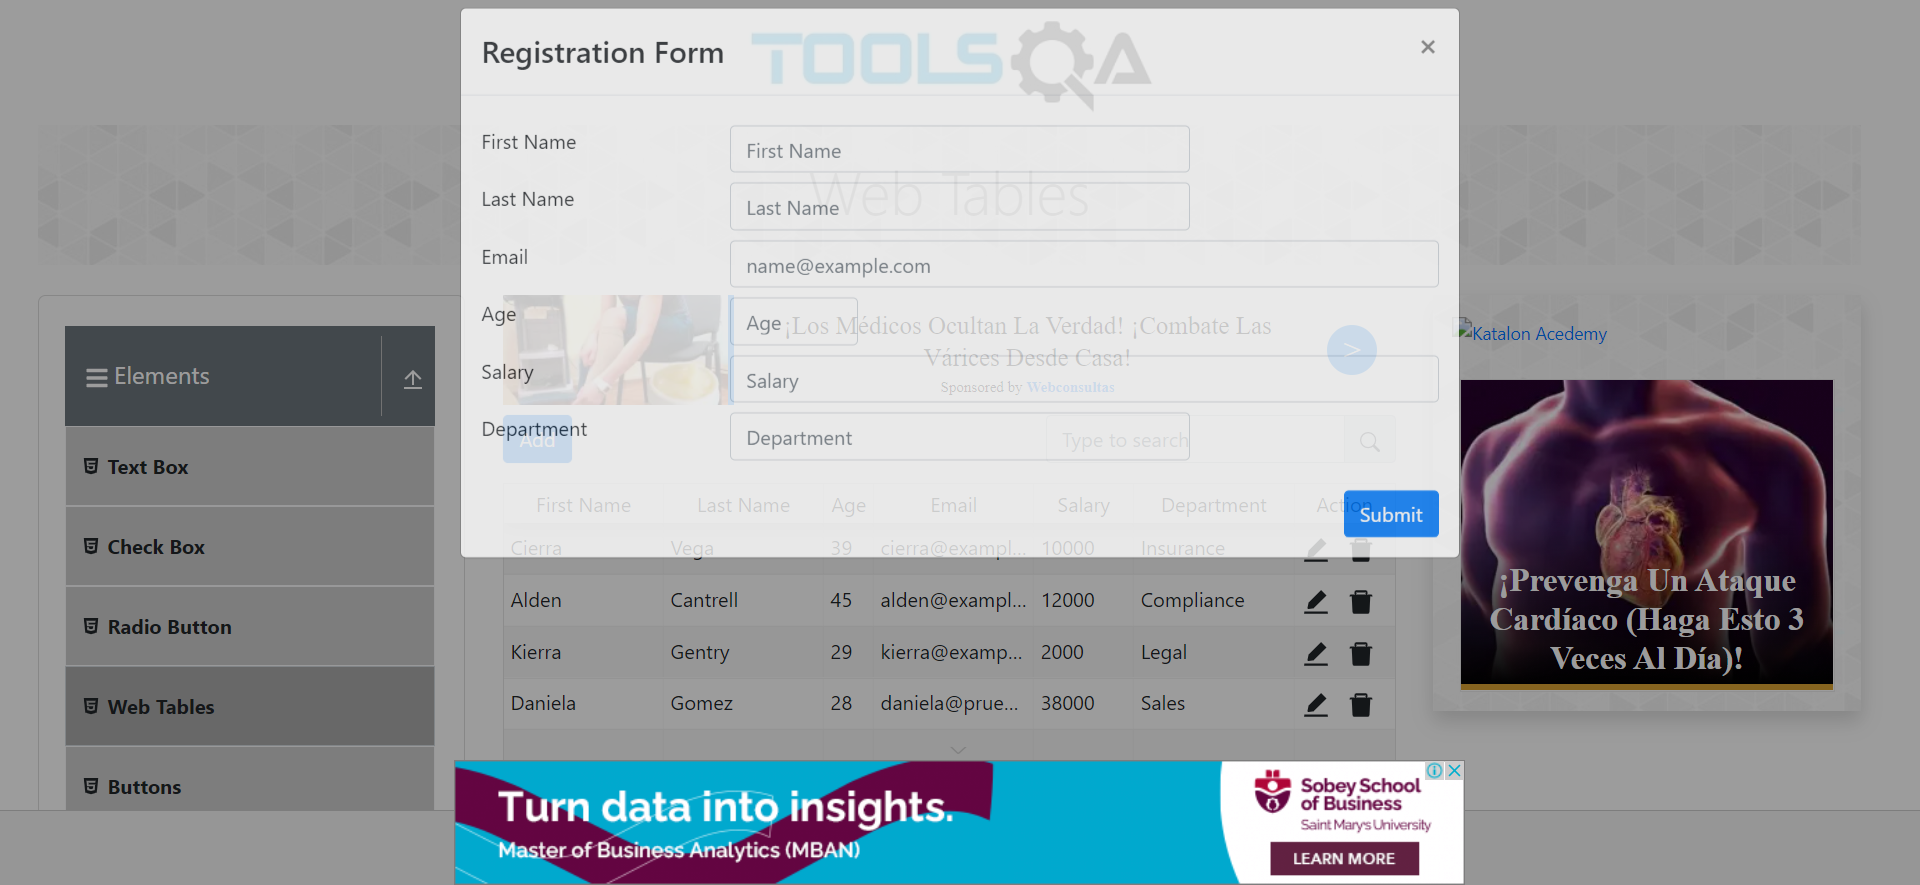 Registration Form
TOOLSQA
×
First Name
First Name
Web Tables
Last Name
Last Name
Email
name@example.com
Age
Age
¡Los Médicos Ocultan La Verdad! ¡Combate Las
Várices Desde Casa!
Sponsored by Webconsultas
>
Salary
Salary
Department
Department
Add
Type to search
Submit
First Name Last Name Age Email Salary Department Action
Cierra Vega 39 cierra@exampl... 10000 Insurance
Alden Cantrell 45 alden@exampl... 12000 Compliance
Kierra Gentry 29 kierra@examp... 2000 Legal
Daniela Gomez 28 daniela@prue... 38000 Sales
Elements
Text Box
Check Box
Radio Button
Web Tables
Buttons
Katalon Acedemy
¡Prevenga Un Ataque
Cardíaco (Haga Esto 3
Veces Al Día)!
Turn data into insights.
Master of Business Analytics (MBAN)
Sobey School
of Business
Saint Mary's University
LEARN MORE